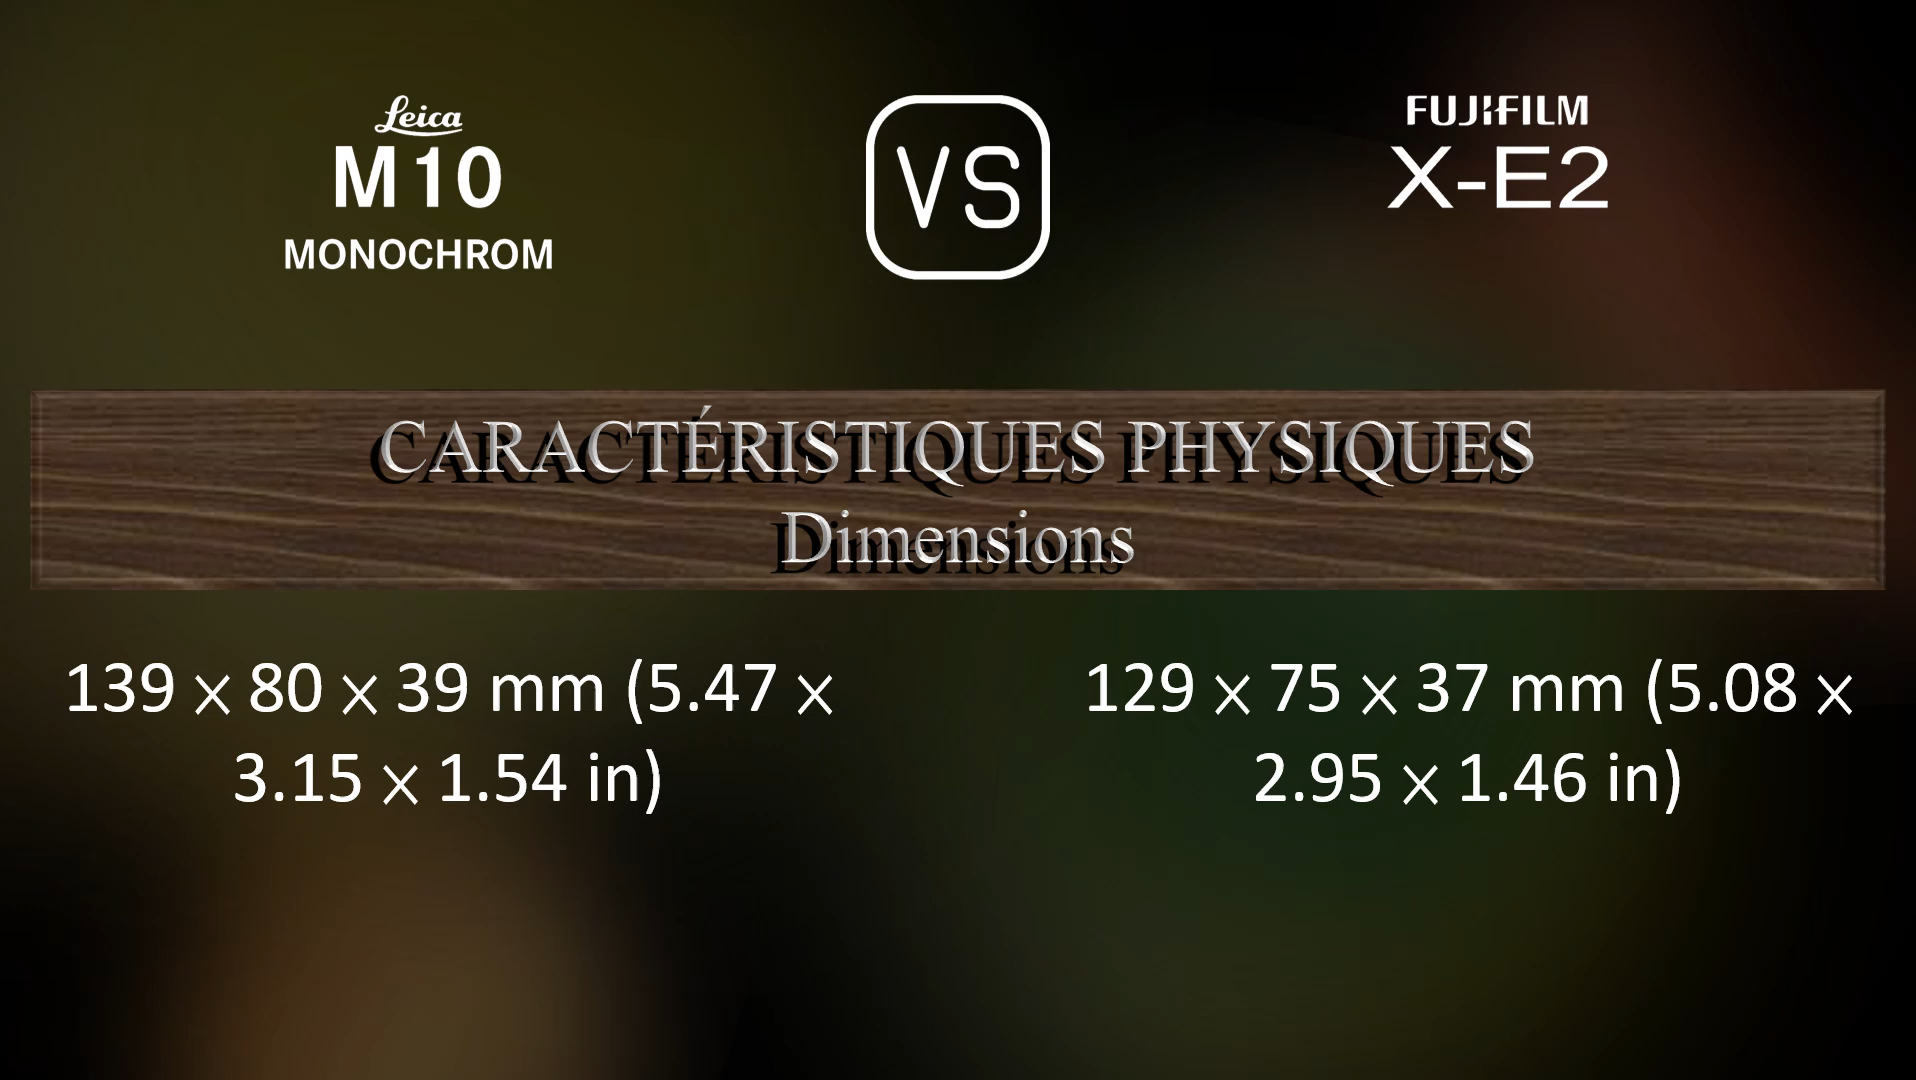 Leica
M10
MONOCHROM
VS
FUJIFILM
X-E2
CARACTÉRISTIQUES PHYSIQUES
Dimensions
139 x 80 x 39 mm (5.47 x
3.15 x 1.54 in)
129 x 75 x 37 mm (5.08 x
2.95 x 1.46 in)